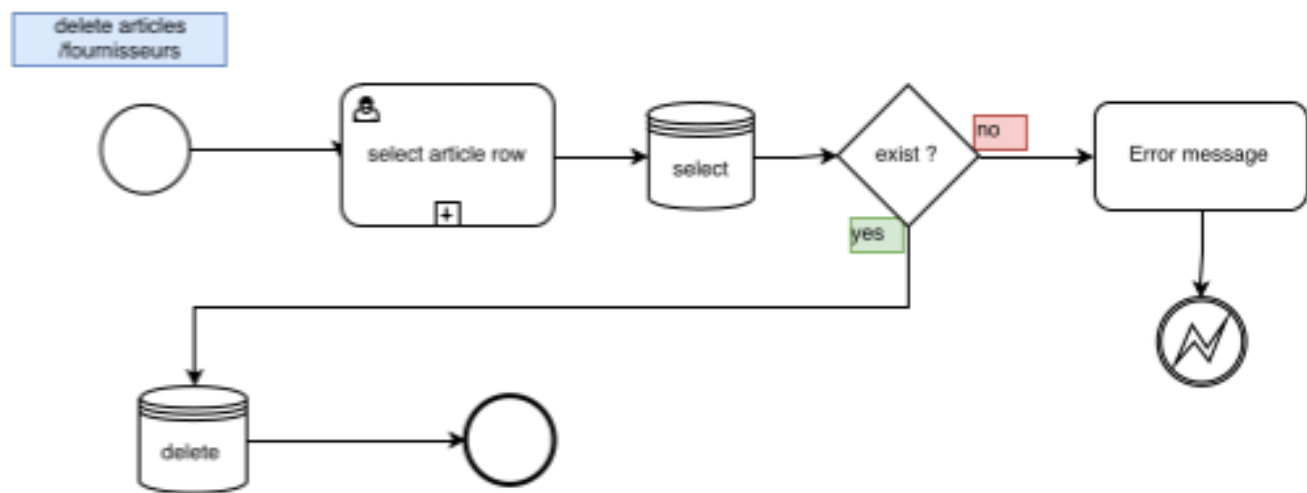 delete articles
/fournisseurs
select article row
select
exist ?
no
Error message
yes
delete